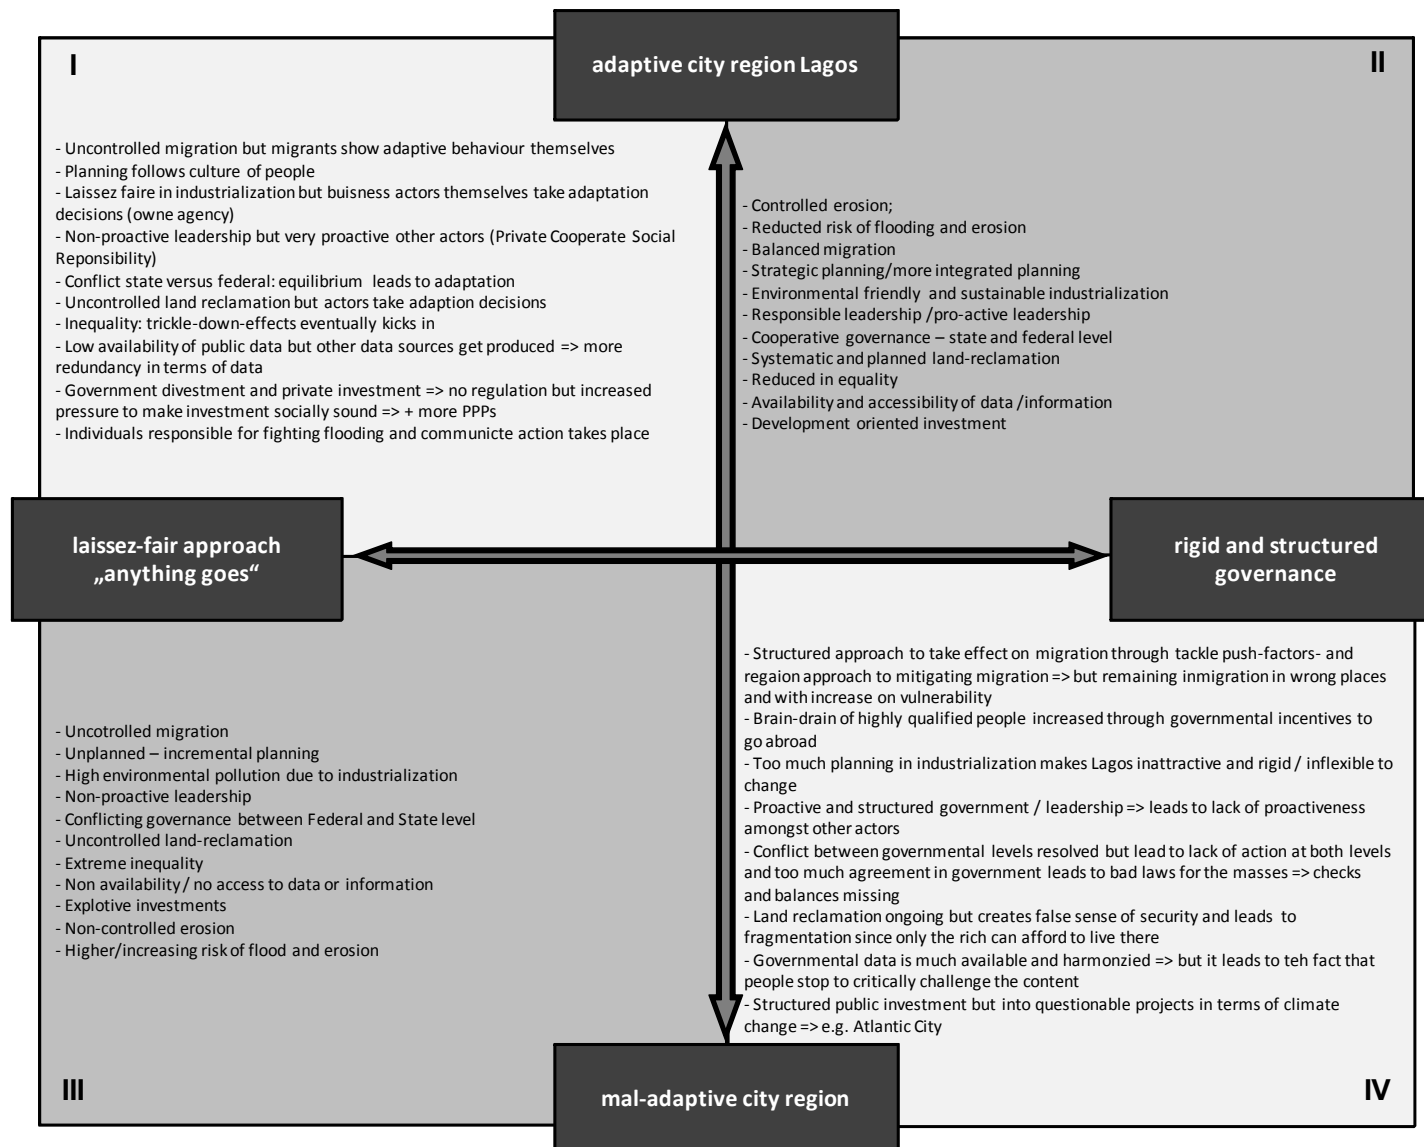 adaptive city region Lagos
I
II
- Uncontrolled migration but migrants show adaptive behaviour themselves
- Planning follows culture of people
- Laissez faire in industrialization but buisness actors themselves take adaptation
decisions (owne agency)
- Non-proactive leadership but very proactive other actors (Private Cooperate Social
Reponsibility)
- Conflict state versus federal: equilibrium leads to adaptation
- Uncontrolled land reclamation but actors take adaption decisions
- Inequality: trickle-down-effects eventually kicks in
- Low availability of public data but other data sources get produced => more
redundancy in terms of data
- Government divestment and private investment => no regulation but increased
pressure to make investment socially sound => + more PPPs
- Individuals responsible for fighting flooding and communicte action takes place
- Controlled erosion;
- Reducted risk of flooding and erosion
- Balanced migration
- Strategic planning/more integrated planning
- Environmental friendly and sustainable industrialization
- Responsible leadership /pro-active leadership
- Cooperative governance – state and federal level
- Systematic and planned land-reclamation
- Reduced in equality
- Availability and accessibility of data /information
- Development oriented investment
laissez-fair approach
„anything goes“
rigid and structured
governance
- Uncotrolled migration
- Unplanned – incremental planning
- High environmental pollution due to industrialization
- Non-proactive leadership
- Conflicting governance between Federal and State level
- Uncontrolled land-reclamation
- Extreme inequality
- Non availability / no access to data or information
- Explotive investments
- Non-controlled erosion
- Higher/increasing risk of flood and erosion
- Structured approach to take effect on migration through tackle push-factors- and
regaion approach to mitigating migration => but remaining inmigration in wrong places
and with increase on vulnerability
- Brain-drain of highly qualified people increased through governmental incentives to
go abroad
- Too much planning in industrialization makes Lagos inattractive and rigid / inflexible to
change
- Proactive and structured government / leadership => leads to lack of proactiveness
amongst other actors
- Conflict between governmental levels resolved but lead to lack of action at both levels
and too much agreement in government leads to bad laws for the masses => checks
and balances missing
- Land reclamation ongoing but creates false sense of security and leads to
fragmentation since only the rich can afford to live there
- Governmental data is much available and harmonzied => but it leads to teh fact that
people stop to critically challenge the content
- Structured public investment but into questionable projects in terms of climate
change => e.g. Atlantic City
III
IV
mal-adaptive city region